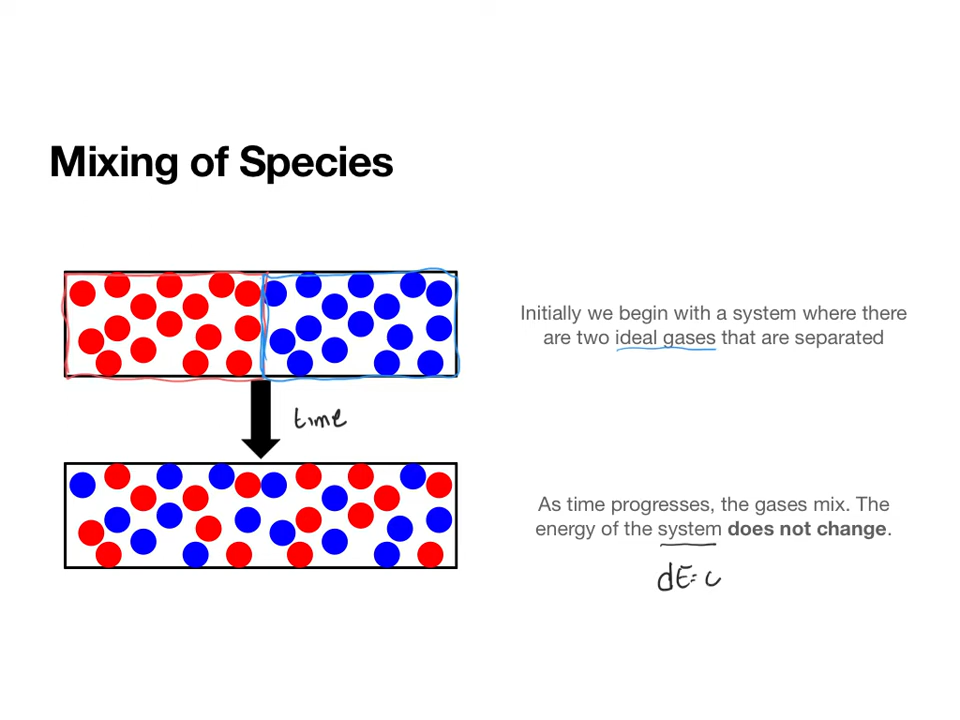 Mixing of Species
Initially we begin with a system where there
are two ideal gases that are separated
time
As time progresses, the gases mix. The
energy of the system does not change.
dE=